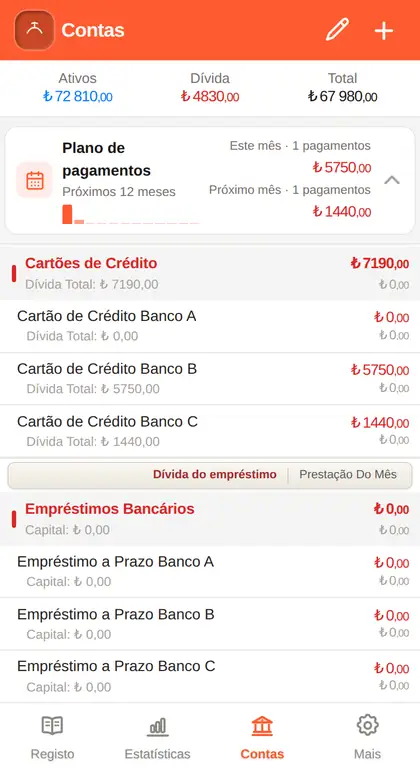 Contas
Ativos Dívida Total
₺ 72 810,00 ₺ 4830,00 ₺ 67 980,00
Plano de pagamentos
Próximos 12 meses
Este mês · 1 pagamentos
₺ 5750,00
Próximo mês · 1 pagamentos
₺ 1440,00
Cartões de Crédito ₺ 7190,00
Dívida Total: ₺ 7190,00 ₺ 0,00
Cartão de Crédito Banco A ₺ 0,00
Dívida Total: ₺ 0,00 ₺ 0,00
Cartão de Crédito Banco B ₺ 5750,00
Dívida Total: ₺ 5750,00 ₺ 0,00
Cartão de Crédito Banco C ₺ 1440,00
Dívida Total: ₺ 1440,00 ₺ 0,00
Dívida do empréstimo Prestação Do Mês
Empréstimos Bancários ₺ 0,00
Capital: ₺ 0,00 ₺ 0,00
Empréstimo a Prazo Banco A ₺ 0,00
Capital: ₺ 0,00 ₺ 0,00
Empréstimo a Prazo Banco B ₺ 0,00
Capital: ₺ 0,00 ₺ 0,00
Empréstimo a Prazo Banco C ₺ 0,00
Capital: ₺ 0,00 ₺ 0,00
Registo Estatísticas Contas Mais